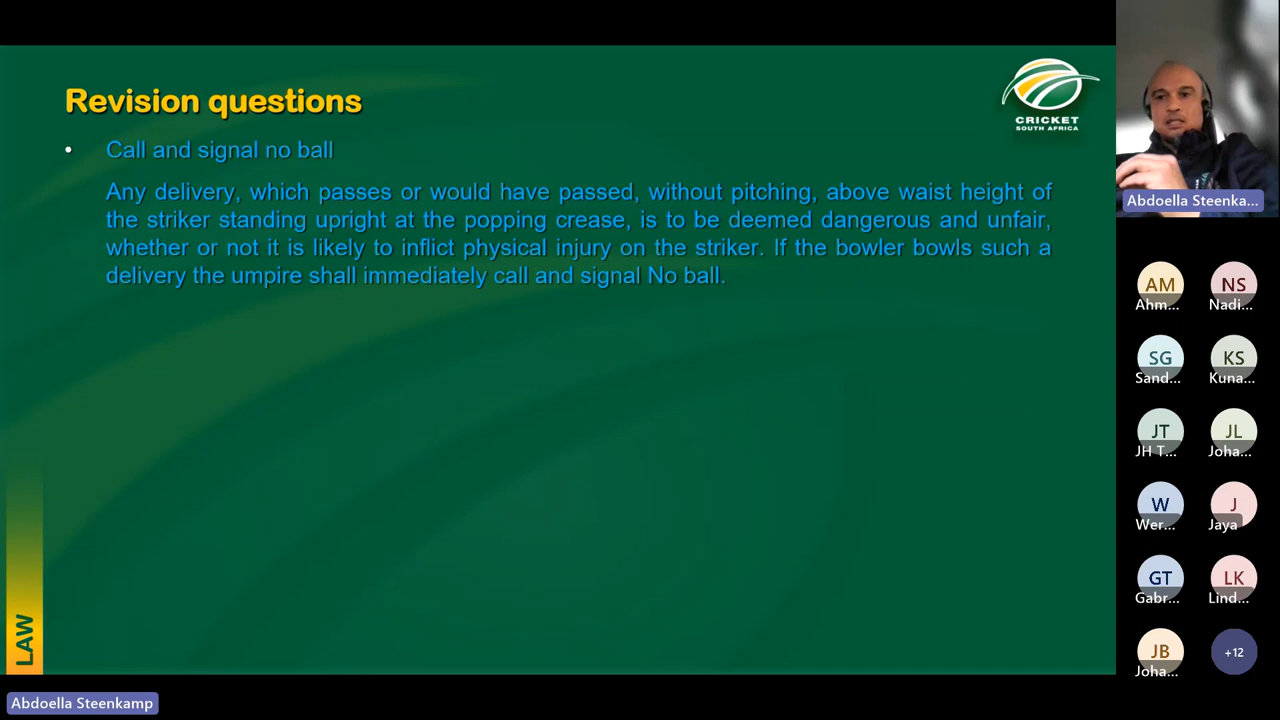 Revision questions
CRICKET
SOUTH AFRICA
• Call and signal no ball
Any delivery, which passes or would have passed, without pitching, above waist height of
the striker standing upright at the popping crease, is to be deemed dangerous and unfair,
whether or not it is likely to inflict physical injury on the striker. If the bowler bowls such a
delivery the umpire shall immediately call and signal No ball.
LAW
Abdoella Steenkamp
Abdoella Steenka...
AM
Ahm...
NS
Nadi...
SG
Sand...
KS
Kuna...
JT
JH T...
JL
Joha...
W
Wer...
J
Jaya
GT
Gabr...
LK
Lind...
JB
Joha...
+12